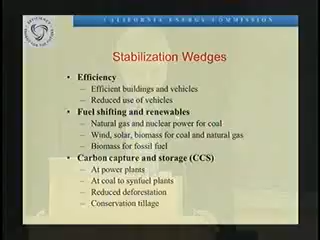 CALIFORNIA ENERGY COMMISSION
Stabilization Wedges
• Efficiency
– Efficient buildings and vehicles
– Reduced use of vehicles
• Fuel shifting and renewables
– Natural gas and nuclear power for coal
– Wind, solar, biomass for coal and natural gas
– Biomass for fossil fuel
• Carbon capture and storage (CCS)
– At power plants
– At coal to synfuel plants
– Reduced deforestation
– Conservation tillage